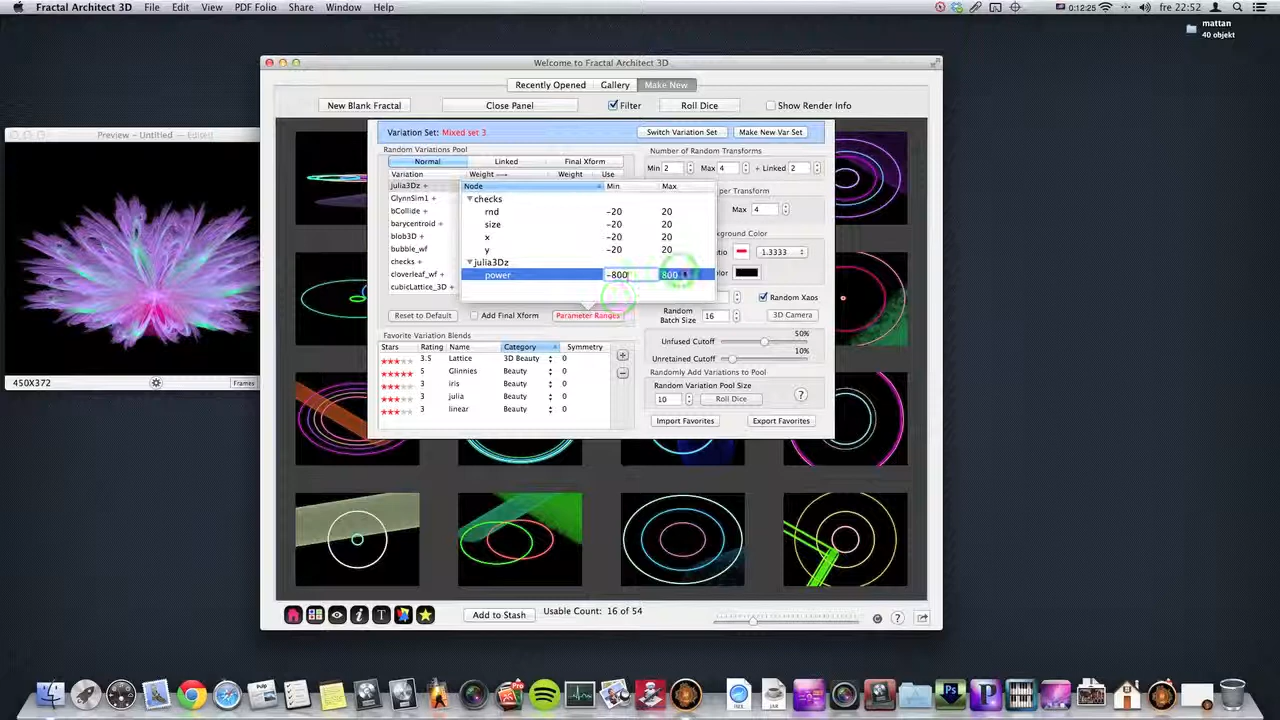 Fractal Architect 3D File Edit View PDF Folio Share Window Help 0:12:25 fre 22:52
mattan
40 objekt
Welcome to Fractal Architect 3D
Recently Opened Gallery Make New
New Blank Fractal Close Panel Filter Roll Dice Show Render Info
Preview - Untitled — Edited
450X372 Frames
Variation Set: Mixed set 3 Switch Variation Set Make New Var Set
Random Variations Pool
Normal Linked Final Xform
Variation Weight Weight Use
julia3Dz +
GlynnSim1 +
bCollide +
barycentroid +
blob3D +
bubble_wf
checks +
cloverleaf_wf +
cubicLattice_3D +
Node Min Max
checks
rnd -20 20
size -20 20
x -20 20
y -20 20
julia3Dz
power -800 800
Reset to Default Add Final Xform Parameter Ranges
Number of Random Transforms
Min 2 Max 4 + Linked 2
per Transform
Max 4
ground Color
1.3333
Random Xaos
Random
Batch Size 16 3D Camera
50%
Unfused Cutoff
10%
Unretained Cutoff
Randomly Add Variations to Pool
Random Variation Pool Size
10 Roll Dice ?
Import Favorites Export Favorites
Favorite Variation Blends
Stars Rating Name Category Symmetry
3.5 Lattice 3D Beauty 0
5 Glinnies Beauty 0
3 iris Beauty 0
3 julia Beauty 0
3 linear Beauty 0
Add to Stash Usable Count: 16 of 54